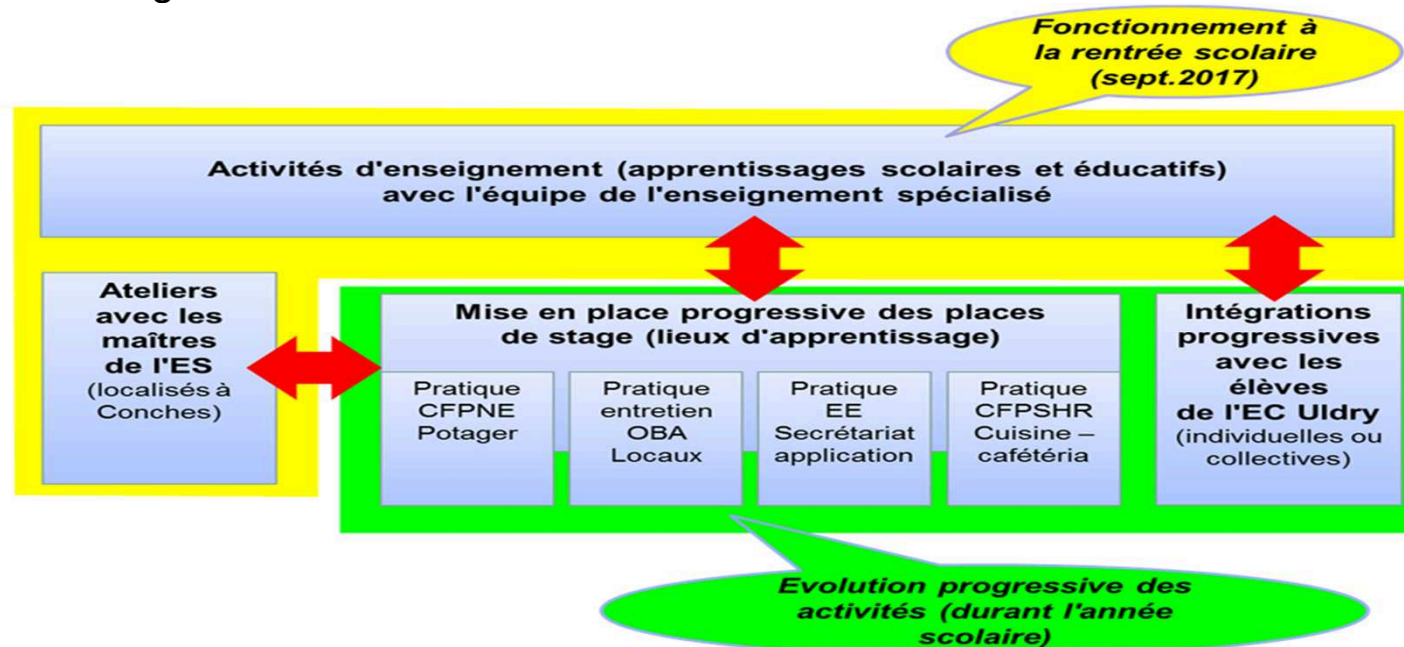 Fonctionnement à
la rentrée scolaire
(sept.2017)
Activités d'enseignement (apprentissages scolaires et éducatifs)
avec l'équipe de l'enseignement spécialisé
Ateliers
avec les
maîtres
de l'ES
(localisés à
Conches)
Mise en place progressive des places
de stage (lieux d'apprentissage)
Pratique
CFPNE
Potager
Pratique
entretien
OBA
Locaux
Pratique
EE
Secrétariat
application
Pratique
CFPSHR
Cuisine –
cafétéria
Intégrations
progressives
avec les
élèves
de l'EC Uldry
(individuelles ou
collectives)
Evolution progressive des
activités (durant l'année
scolaire)